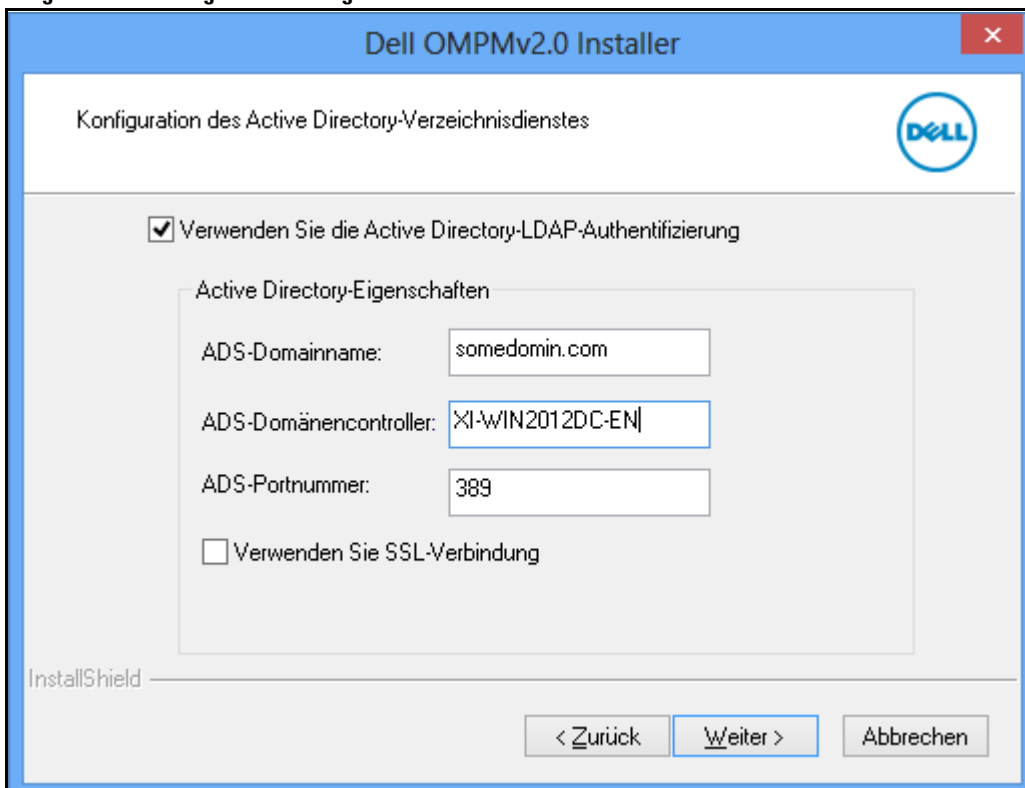 Dell OMPMv2.0 Installer
Konfiguration des Active Directory-Verzeichnisdienstes
DELL
Verwenden Sie die Active Directory-LDAP-Authentifizierung
Active Directory-Eigenschaften
ADS-Domainname: somedomin.com
ADS-Domänencontroller: XI-WIN2012DC-EN
ADS-Portnummer: 389
Verwenden Sie SSL-Verbindung
InstallShield
< Zurück Weiter > Abbrechen